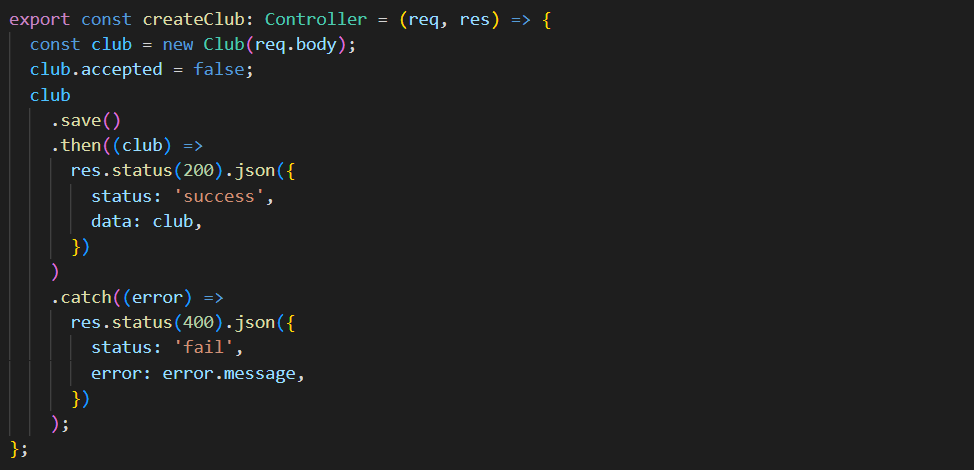 export const createClub: Controller = (req, res) => {
  const club = new Club(req.body);
  club.accepted = false;
  club
    .save()
    .then((club) =>
      res.status(200).json({
        status: 'success',
        data: club,
      })
    )
    .catch((error) =>
      res.status(400).json({
        status: 'fail',
        error: error.message,
      })
    );
};